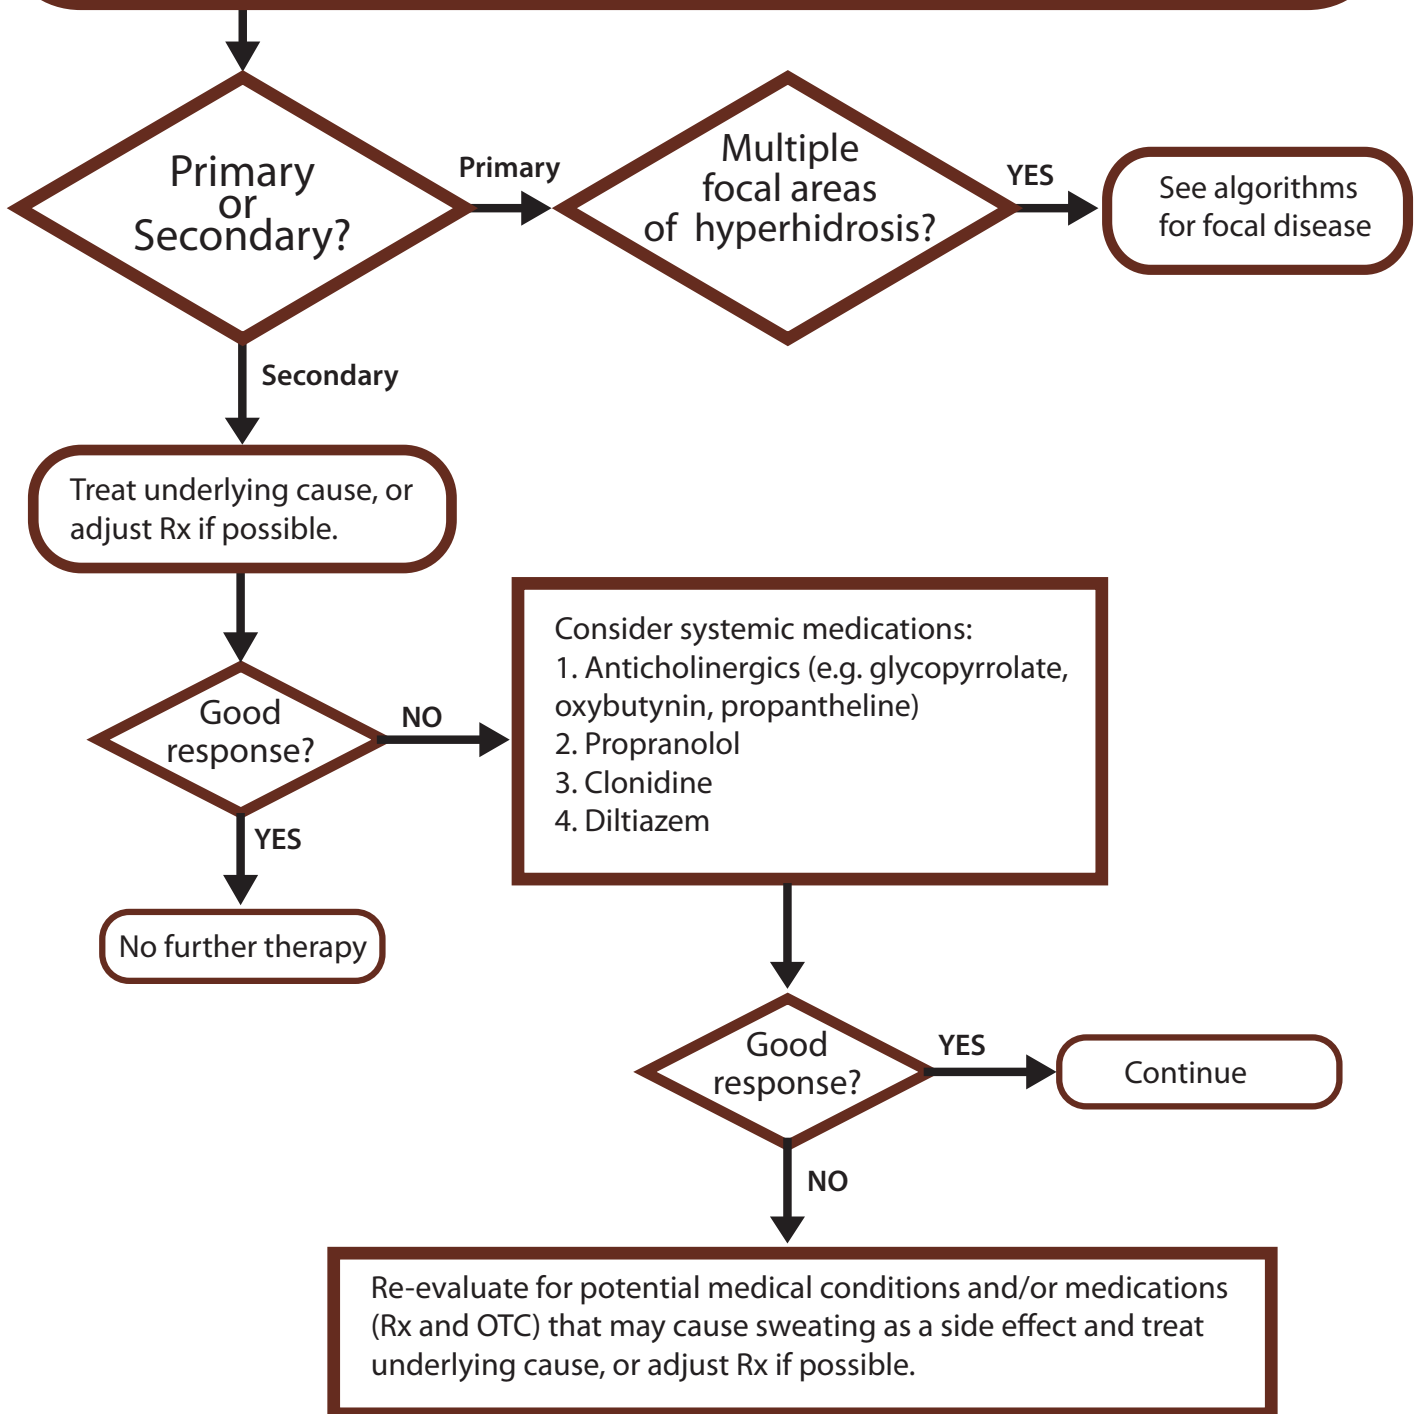 Primary
or
Secondary?
Primary
Multiple
focal areas
of hyperhidrosis?
YES
See algorithms
for focal disease
Secondary
Treat underlying cause, or
adjust Rx if possible.
Good
response?
NO
Consider systemic medications:
1. Anticholinergics (e.g. glycopyrrolate,
oxybutynin, propantheline)
2. Propranolol
3. Clonidine
4. Diltiazem
YES
No further therapy
Good
response?
YES
Continue
NO
Re-evaluate for potential medical conditions and/or medications
(Rx and OTC) that may cause sweating as a side effect and treat
underlying cause, or adjust Rx if possible.